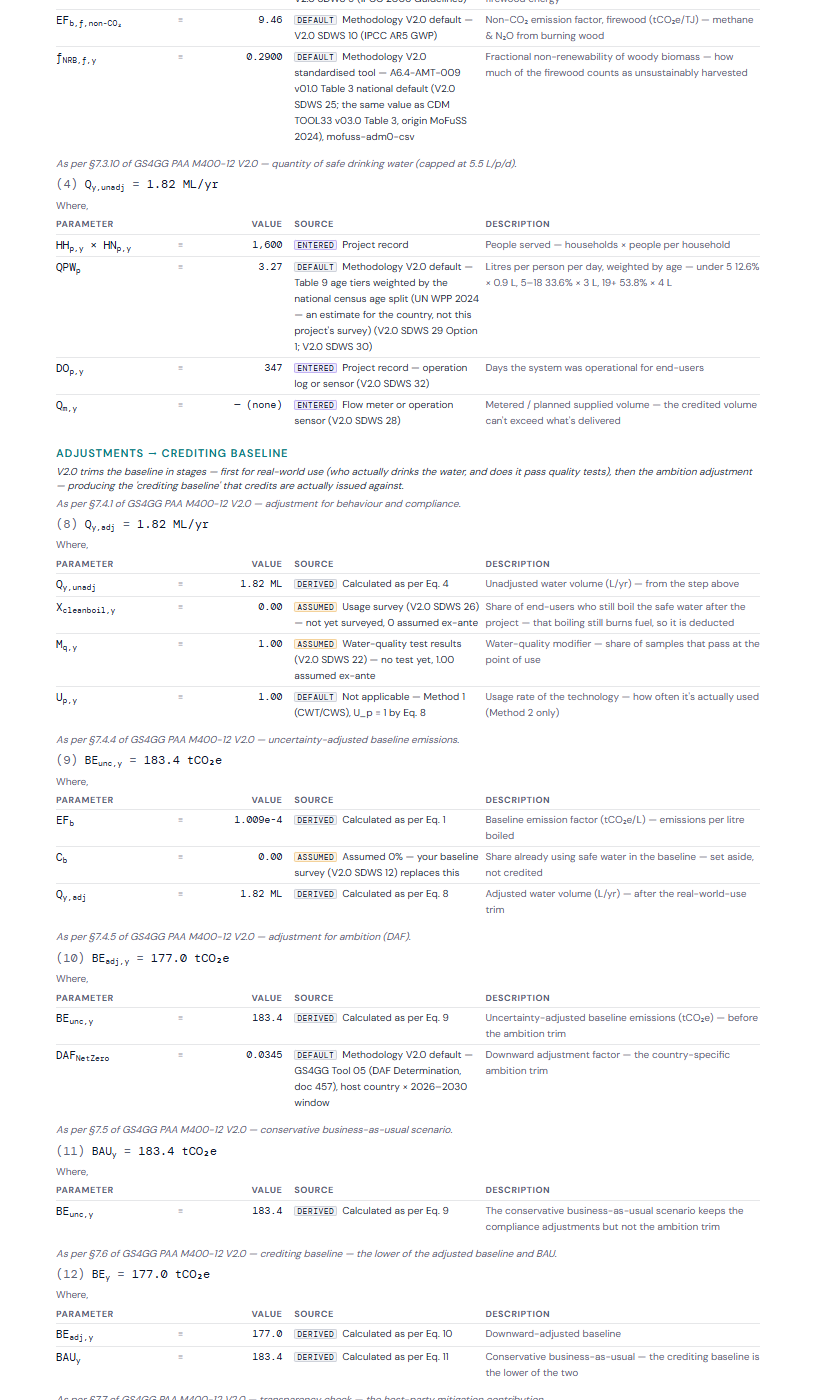 EFb,f,non-CO₂ = 9.46 DEFAULT Methodology V2.0 default — Non-CO₂ emission factor, firewood (tCO₂e/TJ) — methane
V2.0 SDWS 10 (IPCC AR5 GWP) & N₂O from burning wood
fNRB,f,y = 0.2900 DEFAULT Methodology V2.0 Fractional non-renewability of woody biomass — how
standardised tool — A6.4-AMT-009 much of the firewood counts as unsustainably harvested
v01.0 Table 3 national default (V2.0
SDWS 25; the same value as CDM
TOOL33 v03.0 Table 3, origin MoFuSS
2024), mofuss-adm0-csv
As per §7.3.10 of GS4GG PAA M400-12 V2.0 — quantity of safe drinking water (capped at 5.5 L/p/d).
(4) Qy,unadj = 1.82 ML/yr
Where,
PARAMETER VALUE SOURCE DESCRIPTION
HHp,y × HNp,y = 1,600 ENTERED Project record People served — households × people per household
QPWp = 3.27 DEFAULT Methodology V2.0 default — Litres per person per day, weighted by age — under 5 12.6%
Table 9 age tiers weighted by the × 0.9 L, 5–18 33.6% × 3 L, 19+ 53.8% × 4 L
national census age split (UN WPP 2024
— an estimate for the country, not this
project's survey) (V2.0 SDWS 29 Option
1; V2.0 SDWS 30)
DOp,y = 347 ENTERED Project record — operation Days the system was operational for end-users
log or sensor (V2.0 SDWS 32)
Qm,y = — (none) ENTERED Flow meter or operation Metered / planned supplied volume — the credited volume
sensor (V2.0 SDWS 28) can't exceed what's delivered
ADJUSTMENTS → CREDITING BASELINE
V2.0 trims the baseline in stages — first for real-world use (who actually drinks the water, and does it pass quality tests), then the ambition adjustment
— producing the 'crediting baseline' that credits are actually issued against.
As per §7.4.1 of GS4GG PAA M400-12 V2.0 — adjustment for behaviour and compliance.
(8) Qy,adj = 1.82 ML/yr
Where,
PARAMETER VALUE SOURCE DESCRIPTION
Qy,unadj = 1.82 ML DERIVED Calculated as per Eq. 4 Unadjusted water volume (L/yr) — from the step above
Xcleanboil,y = 0.00 ASSUMED Usage survey (V2.0 SDWS 26) Share of end-users who still boil the safe water after the
— not yet surveyed, 0 assumed ex-ante project — that boiling still burns fuel, so it is deducted
Mq,y = 1.00 ASSUMED Water-quality test results Water-quality modifier — share of samples that pass at the
(V2.0 SDWS 22) — no test yet, 1.00 point of use
assumed ex-ante
Up,y = 1.00 DEFAULT Not applicable — Method 1 Usage rate of the technology — how often it's actually used
(CWT/CWS), U_p = 1 by Eq. 8 (Method 2 only)
As per §7.4.4 of GS4GG PAA M400-12 V2.0 — uncertainty-adjusted baseline emissions.
(9) BEunc,y = 183.4 tCO₂e
Where,
PARAMETER VALUE SOURCE DESCRIPTION
EFb = 1.009e-4 DERIVED Calculated as per Eq. 1 Baseline emission factor (tCO₂e/L) — emissions per litre
boiled
Cb = 0.00 ASSUMED Assumed 0% — your baseline Share already using safe water in the baseline — set aside,
survey (V2.0 SDWS 12) replaces this not credited
Qy,adj = 1.82 ML DERIVED Calculated as per Eq. 8 Adjusted water volume (L/yr) — after the real-world-use
trim
As per §7.4.5 of GS4GG PAA M400-12 V2.0 — adjustment for ambition (DAF).
(10) BEadj,y = 177.0 tCO₂e
Where,
PARAMETER VALUE SOURCE DESCRIPTION
BEunc,y = 183.4 DERIVED Calculated as per Eq. 9 Uncertainty-adjusted baseline emissions (tCO₂e) — before
the ambition trim
DAFNetZero = 0.0345 DEFAULT Methodology V2.0 default — Downward adjustment factor — the country-specific
GS4GG Tool 05 (DAF Determination, ambition trim
doc 457), host country × 2026–2030
window
As per §7.5 of GS4GG PAA M400-12 V2.0 — conservative business-as-usual scenario.
(11) BAUy = 183.4 tCO₂e
Where,
PARAMETER VALUE SOURCE DESCRIPTION
BEunc,y = 183.4 DERIVED Calculated as per Eq. 9 The conservative business-as-usual scenario keeps the
compliance adjustments but not the ambition trim
As per §7.6 of GS4GG PAA M400-12 V2.0 — crediting baseline — the lower of the adjusted baseline and BAU.
(12) BEy = 177.0 tCO₂e
Where,
PARAMETER VALUE SOURCE DESCRIPTION
BEadj,y = 177.0 DERIVED Calculated as per Eq. 10 Downward-adjusted baseline
BAUy = 183.4 DERIVED Calculated as per Eq. 11 Conservative business-as-usual — the crediting baseline is
the lower of the two